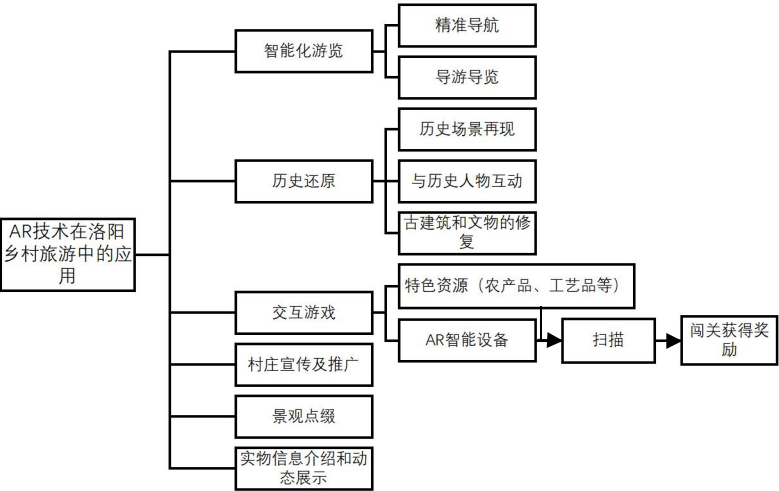 精准导航
智能化游览
导游导览
历史场景再现
历史还原
与历史人物互动
古建筑和文物的修
复
AR技术在洛阳
乡村旅游中的应
用
特色资源（农产品、工艺品等）
交互游戏
AR智能设备
扫描
闯关获得奖
励
村庄宣传及推广
景观点缀
实物信息介绍和动
态展示